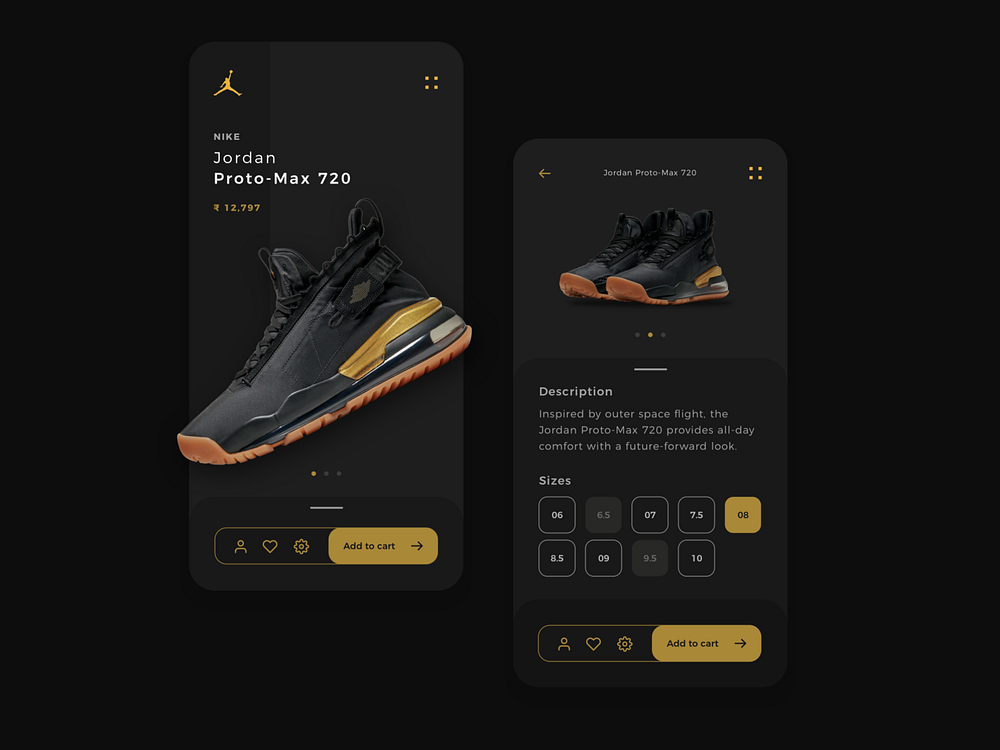 NIKE
Jordan
Proto-Max 720
₹ 12,797
Add to cart
Jordan Proto-Max 720
Description
Inspired by outer space flight, the
Jordan Proto-Max 720 provides all-day
comfort with a future-forward look.
Sizes
06 6.5 07 7.5 08
8.5 09 9.5 10
Add to cart